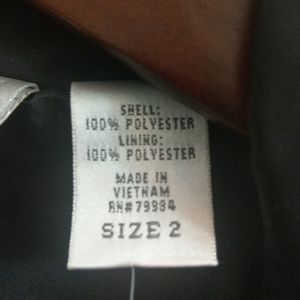 SHELL:
100% POLYESTER
LINING:
100% POLYESTER
MADE IN
VIETNAM
RN#79994
SIZE 2